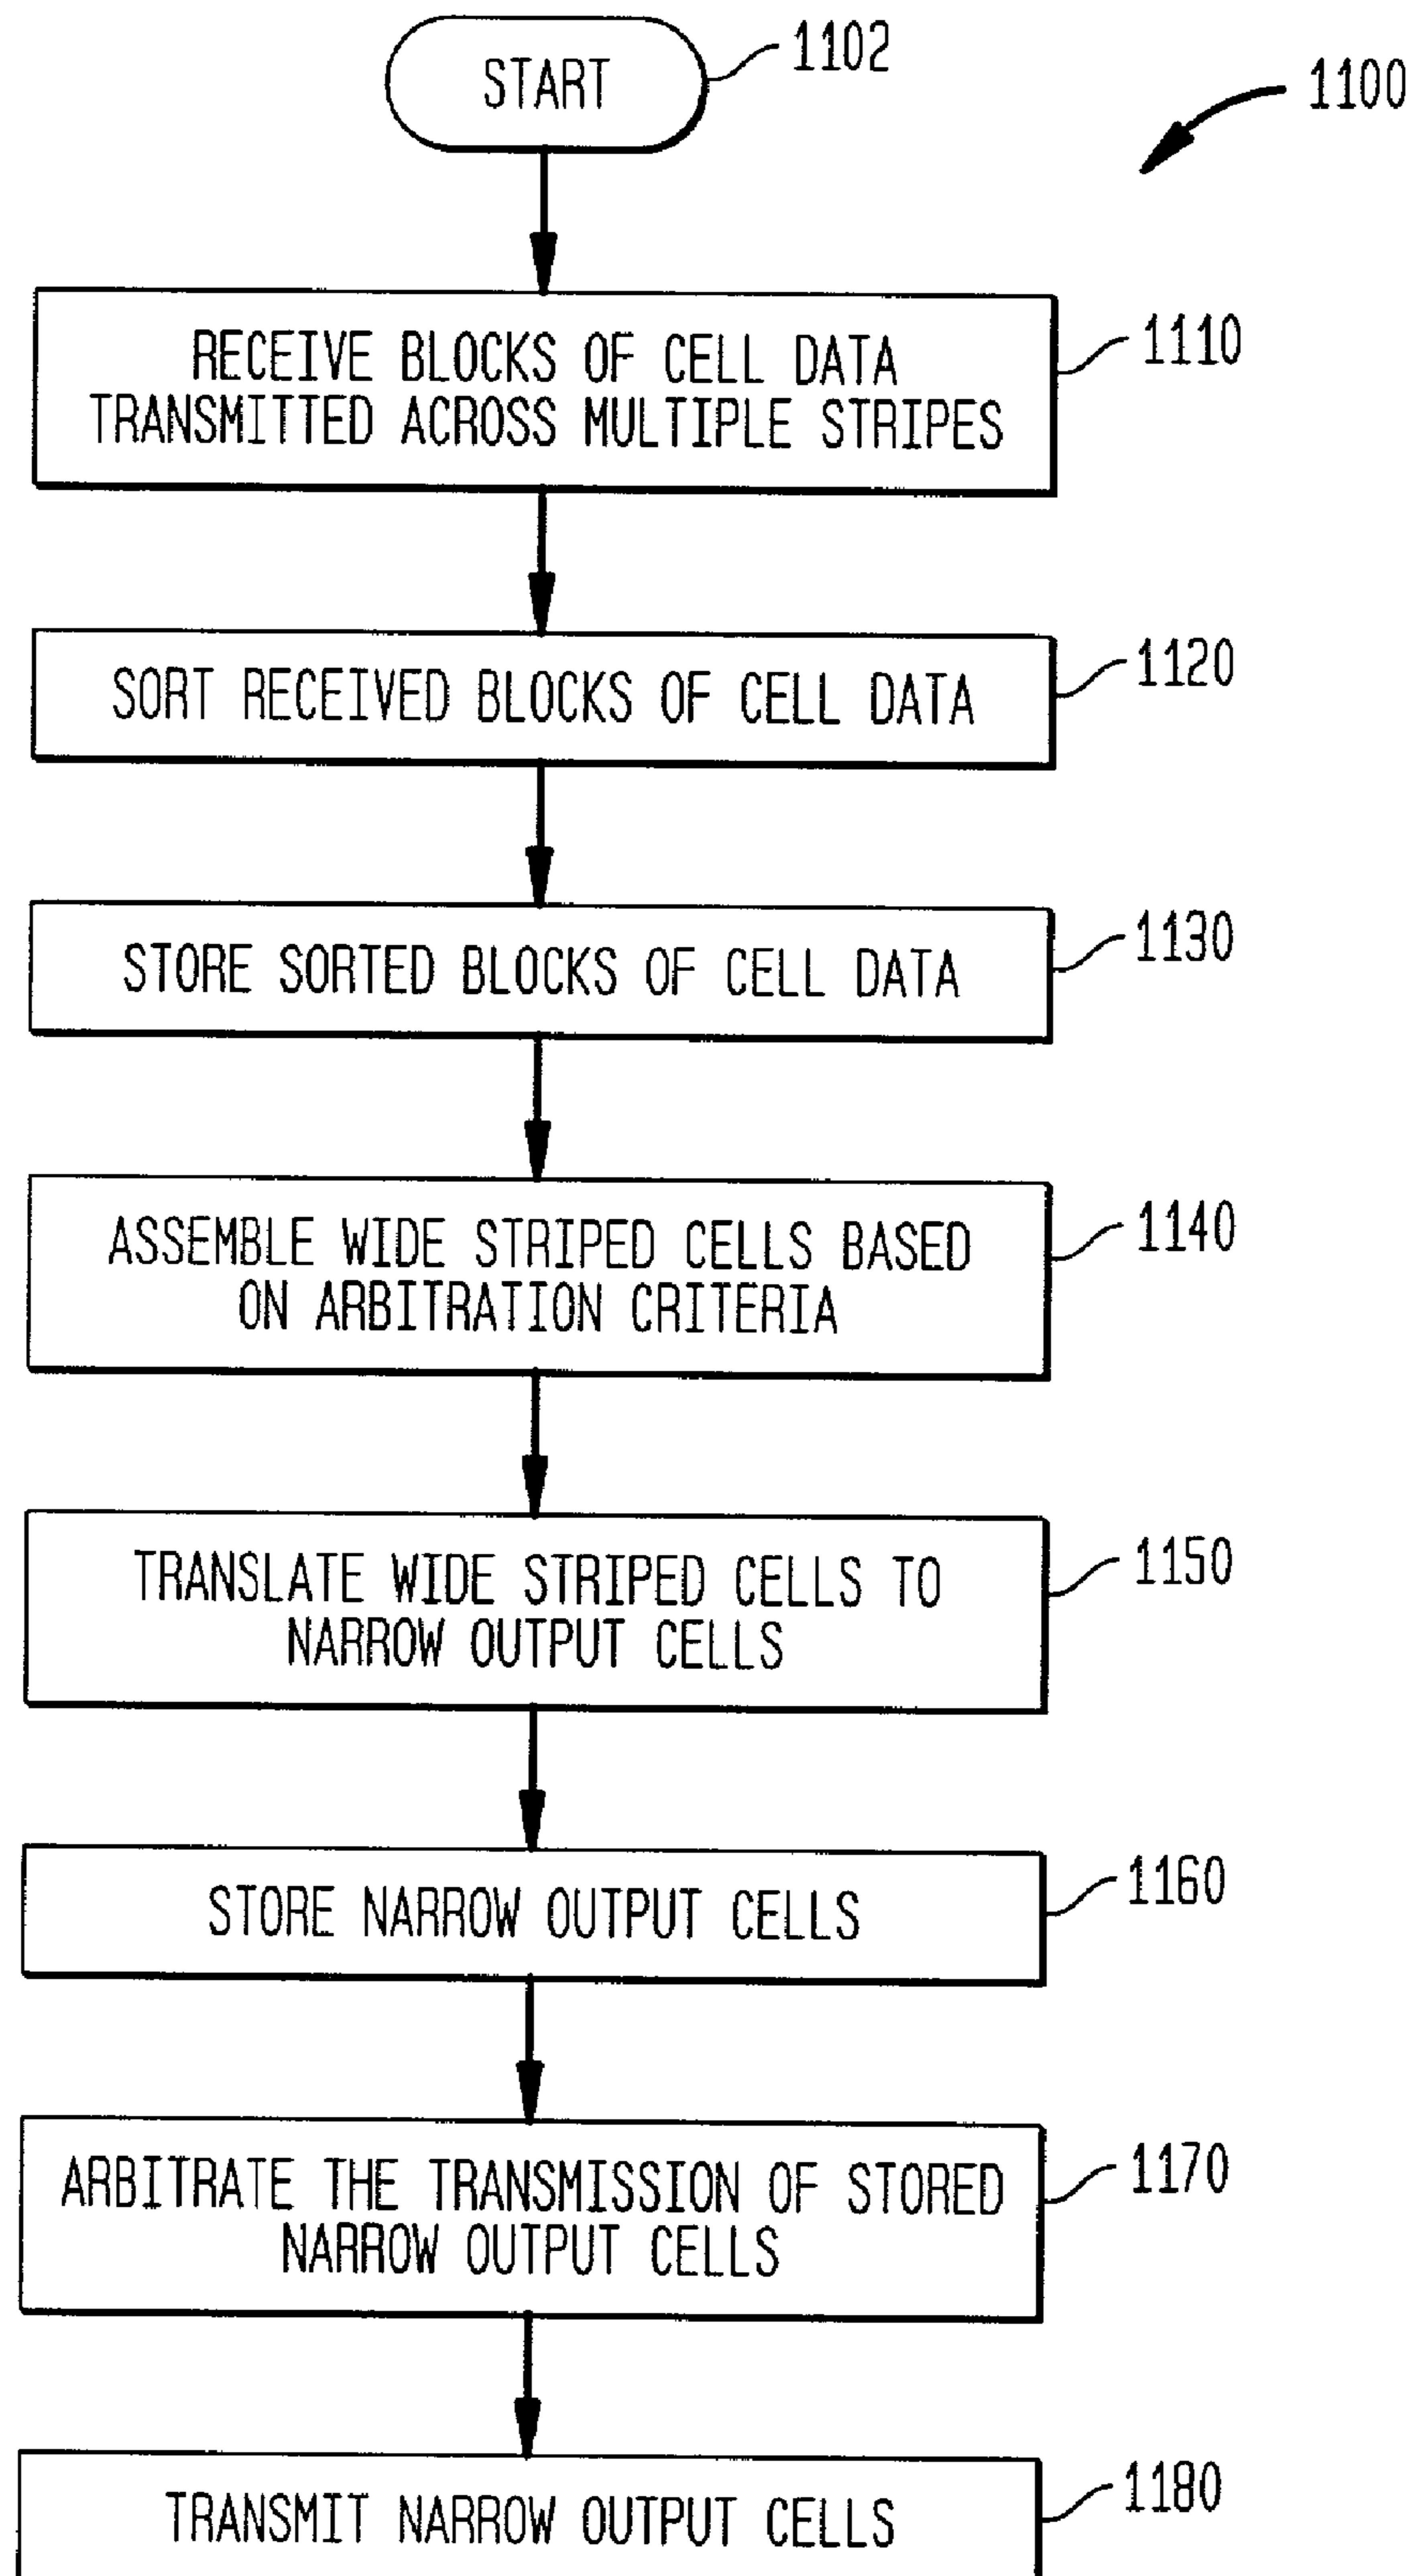 START
1102
1100
RECEIVE BLOCKS OF CELL DATA
TRANSMITTED ACROSS MULTIPLE STRIPES
1110
SORT RECEIVED BLOCKS OF CELL DATA
1120
STORE SORTED BLOCKS OF CELL DATA
1130
ASSEMBLE WIDE STRIPED CELLS BASED
ON ARBITRATION CRITERIA
1140
TRANSLATE WIDE STRIPED CELLS TO
NARROW OUTPUT CELLS
1150
STORE NARROW OUTPUT CELLS
1160
ARBITRATE THE TRANSMISSION OF STORED
NARROW OUTPUT CELLS
1170
TRANSMIT NARROW OUTPUT CELLS
1180